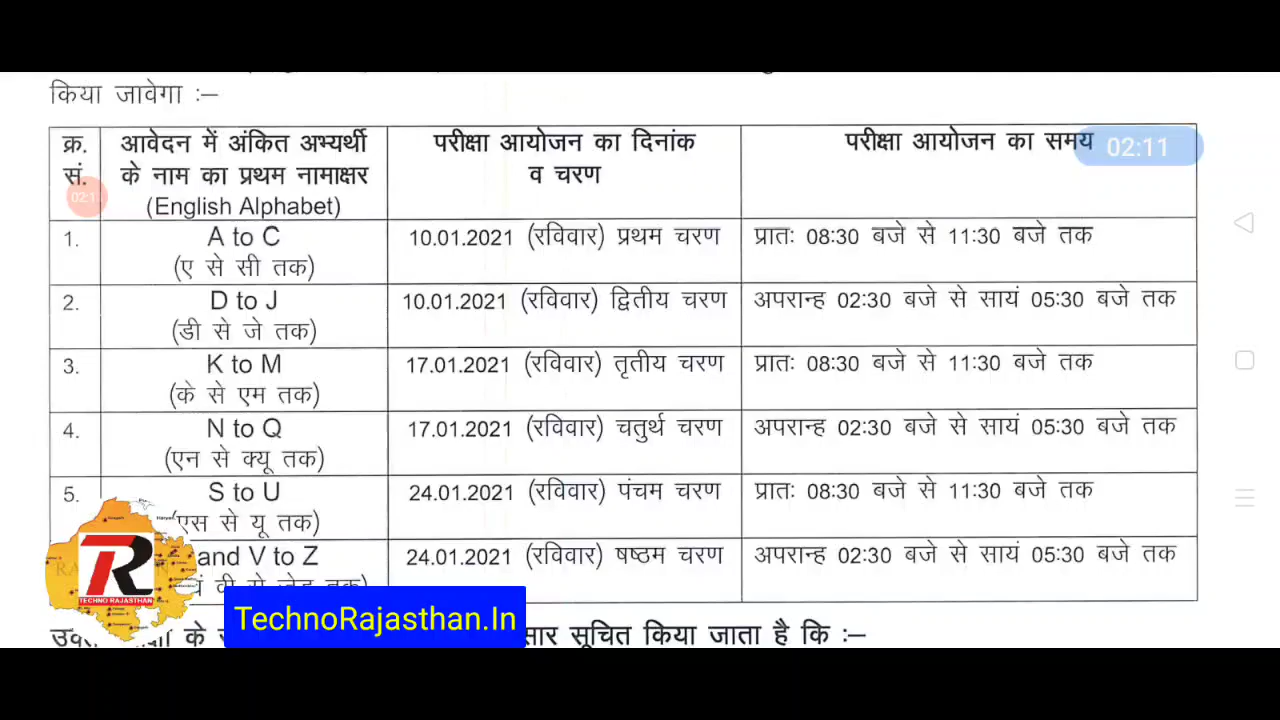 किया जावेगा :–
क्र. सं.
आवेदन में अंकित अभ्यर्थी के नाम का प्रथम नामाक्षर (English Alphabet)
परीक्षा आयोजन का दिनांक व चरण
परीक्षा आयोजन का समय
02:11
1.
A to C
(ए से सी तक)
10.01.2021 (रविवार) प्रथम चरण
प्रातः 08:30 बजे से 11:30 बजे तक
2.
D to J
(डी से जे तक)
10.01.2021 (रविवार) द्वितीय चरण
अपरान्ह 02:30 बजे से सायं 05:30 बजे तक
3.
K to M
(के से एम तक)
17.01.2021 (रविवार) तृतीय चरण
प्रातः 08:30 बजे से 11:30 बजे तक
4.
N to Q
(एन से क्यू तक)
17.01.2021 (रविवार) चतुर्थ चरण
अपरान्ह 02:30 बजे से सायं 05:30 बजे तक
5.
S to U
(एस से यू तक)
24.01.2021 (रविवार) पंचम चरण
प्रातः 08:30 बजे से 11:30 बजे तक
and V to Z
वी से जेड तक)
24.01.2021 (रविवार) षष्ठम चरण
अपरान्ह 02:30 बजे से सायं 05:30 बजे तक
TR
TECHNO RAJASTHAN
TechnoRajasthan.In
के
सूचित किया जाता है कि :–